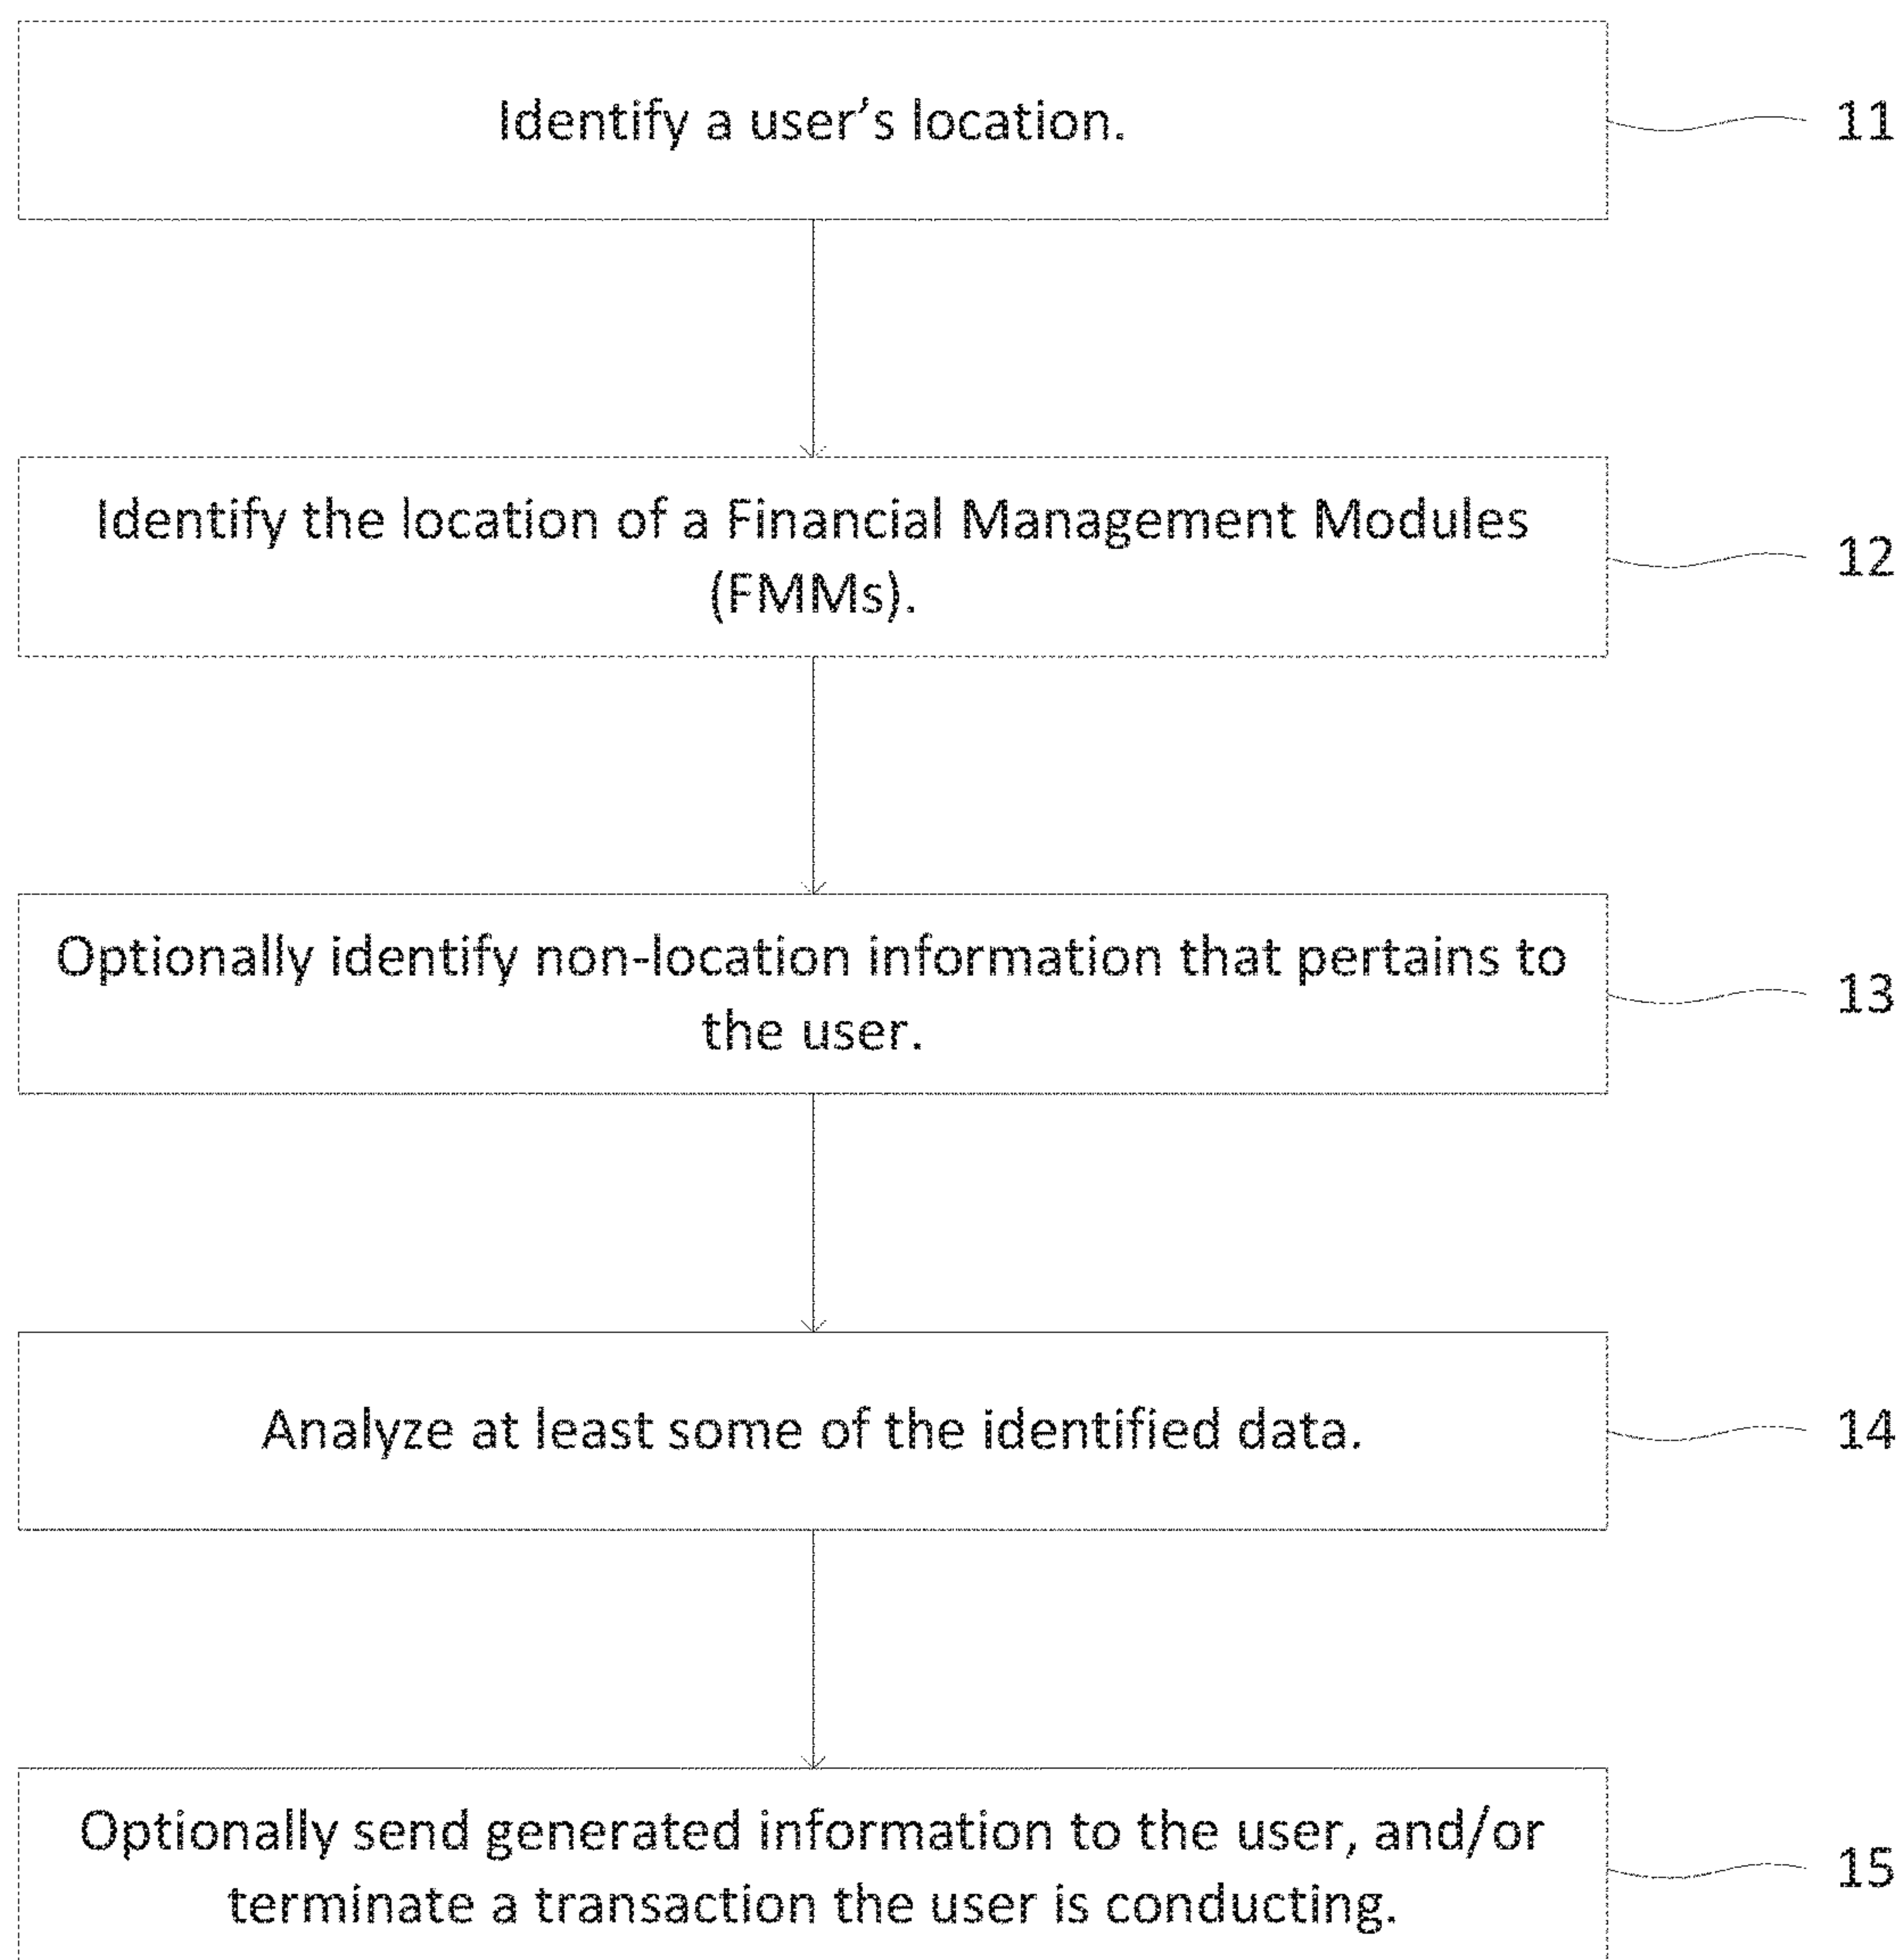 Identify a user's location.
11
Identify the location of a Financial Management Modules
(FMMs).
12
Optionally identify non-location information that pertains to
the user.
13
Analyze at least some of the identified data.
14
Optionally send generated information to the user, and/or
terminate a transaction the user is conducting.
15